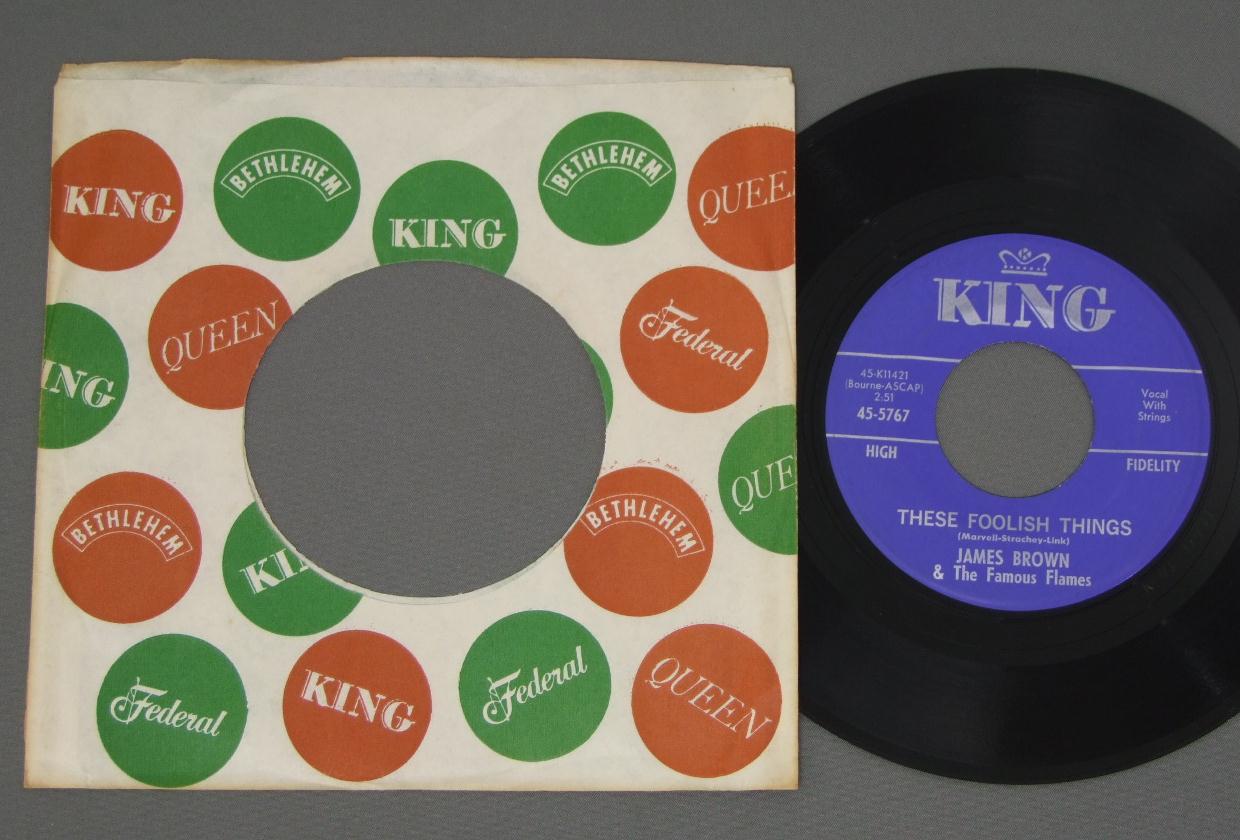 KING
BETHLEHEM
KING
BETHLEHEM
QUEE
QUEEN
Federal
ING
QUE
BETHLEHEM
KI
BETHLEHEM
Federal
KING
Federal
QUEEN
K
KING
45-K11421
(Bourne-ASCAP)
2.51
45-5767
Vocal
With
Strings
HIGH
FIDELITY
THESE FOOLISH THINGS
(Marvell-Strachey-Link)
JAMES BROWN
& The Famous Flames